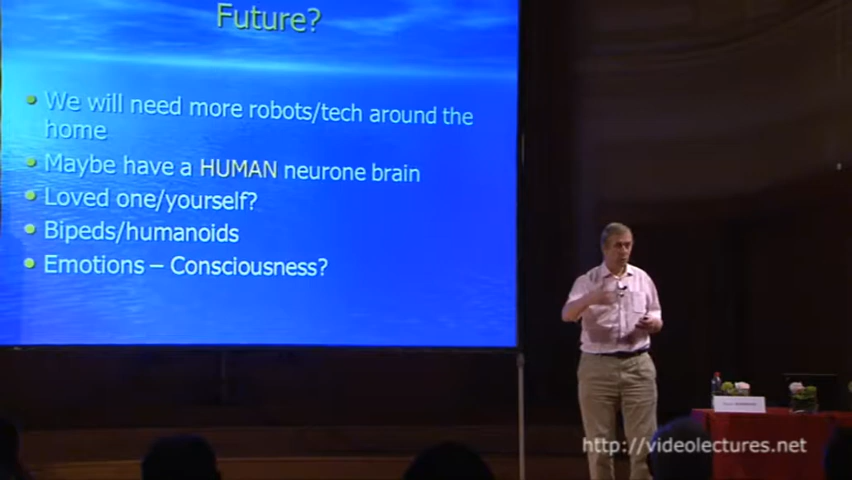 Future?
We will need more robots/tech around the
home
Maybe have a HUMAN neurone brain
Loved one/yourself?
Bipeds/humanoids
Emotions – Consciousness?
http://videolectures.net